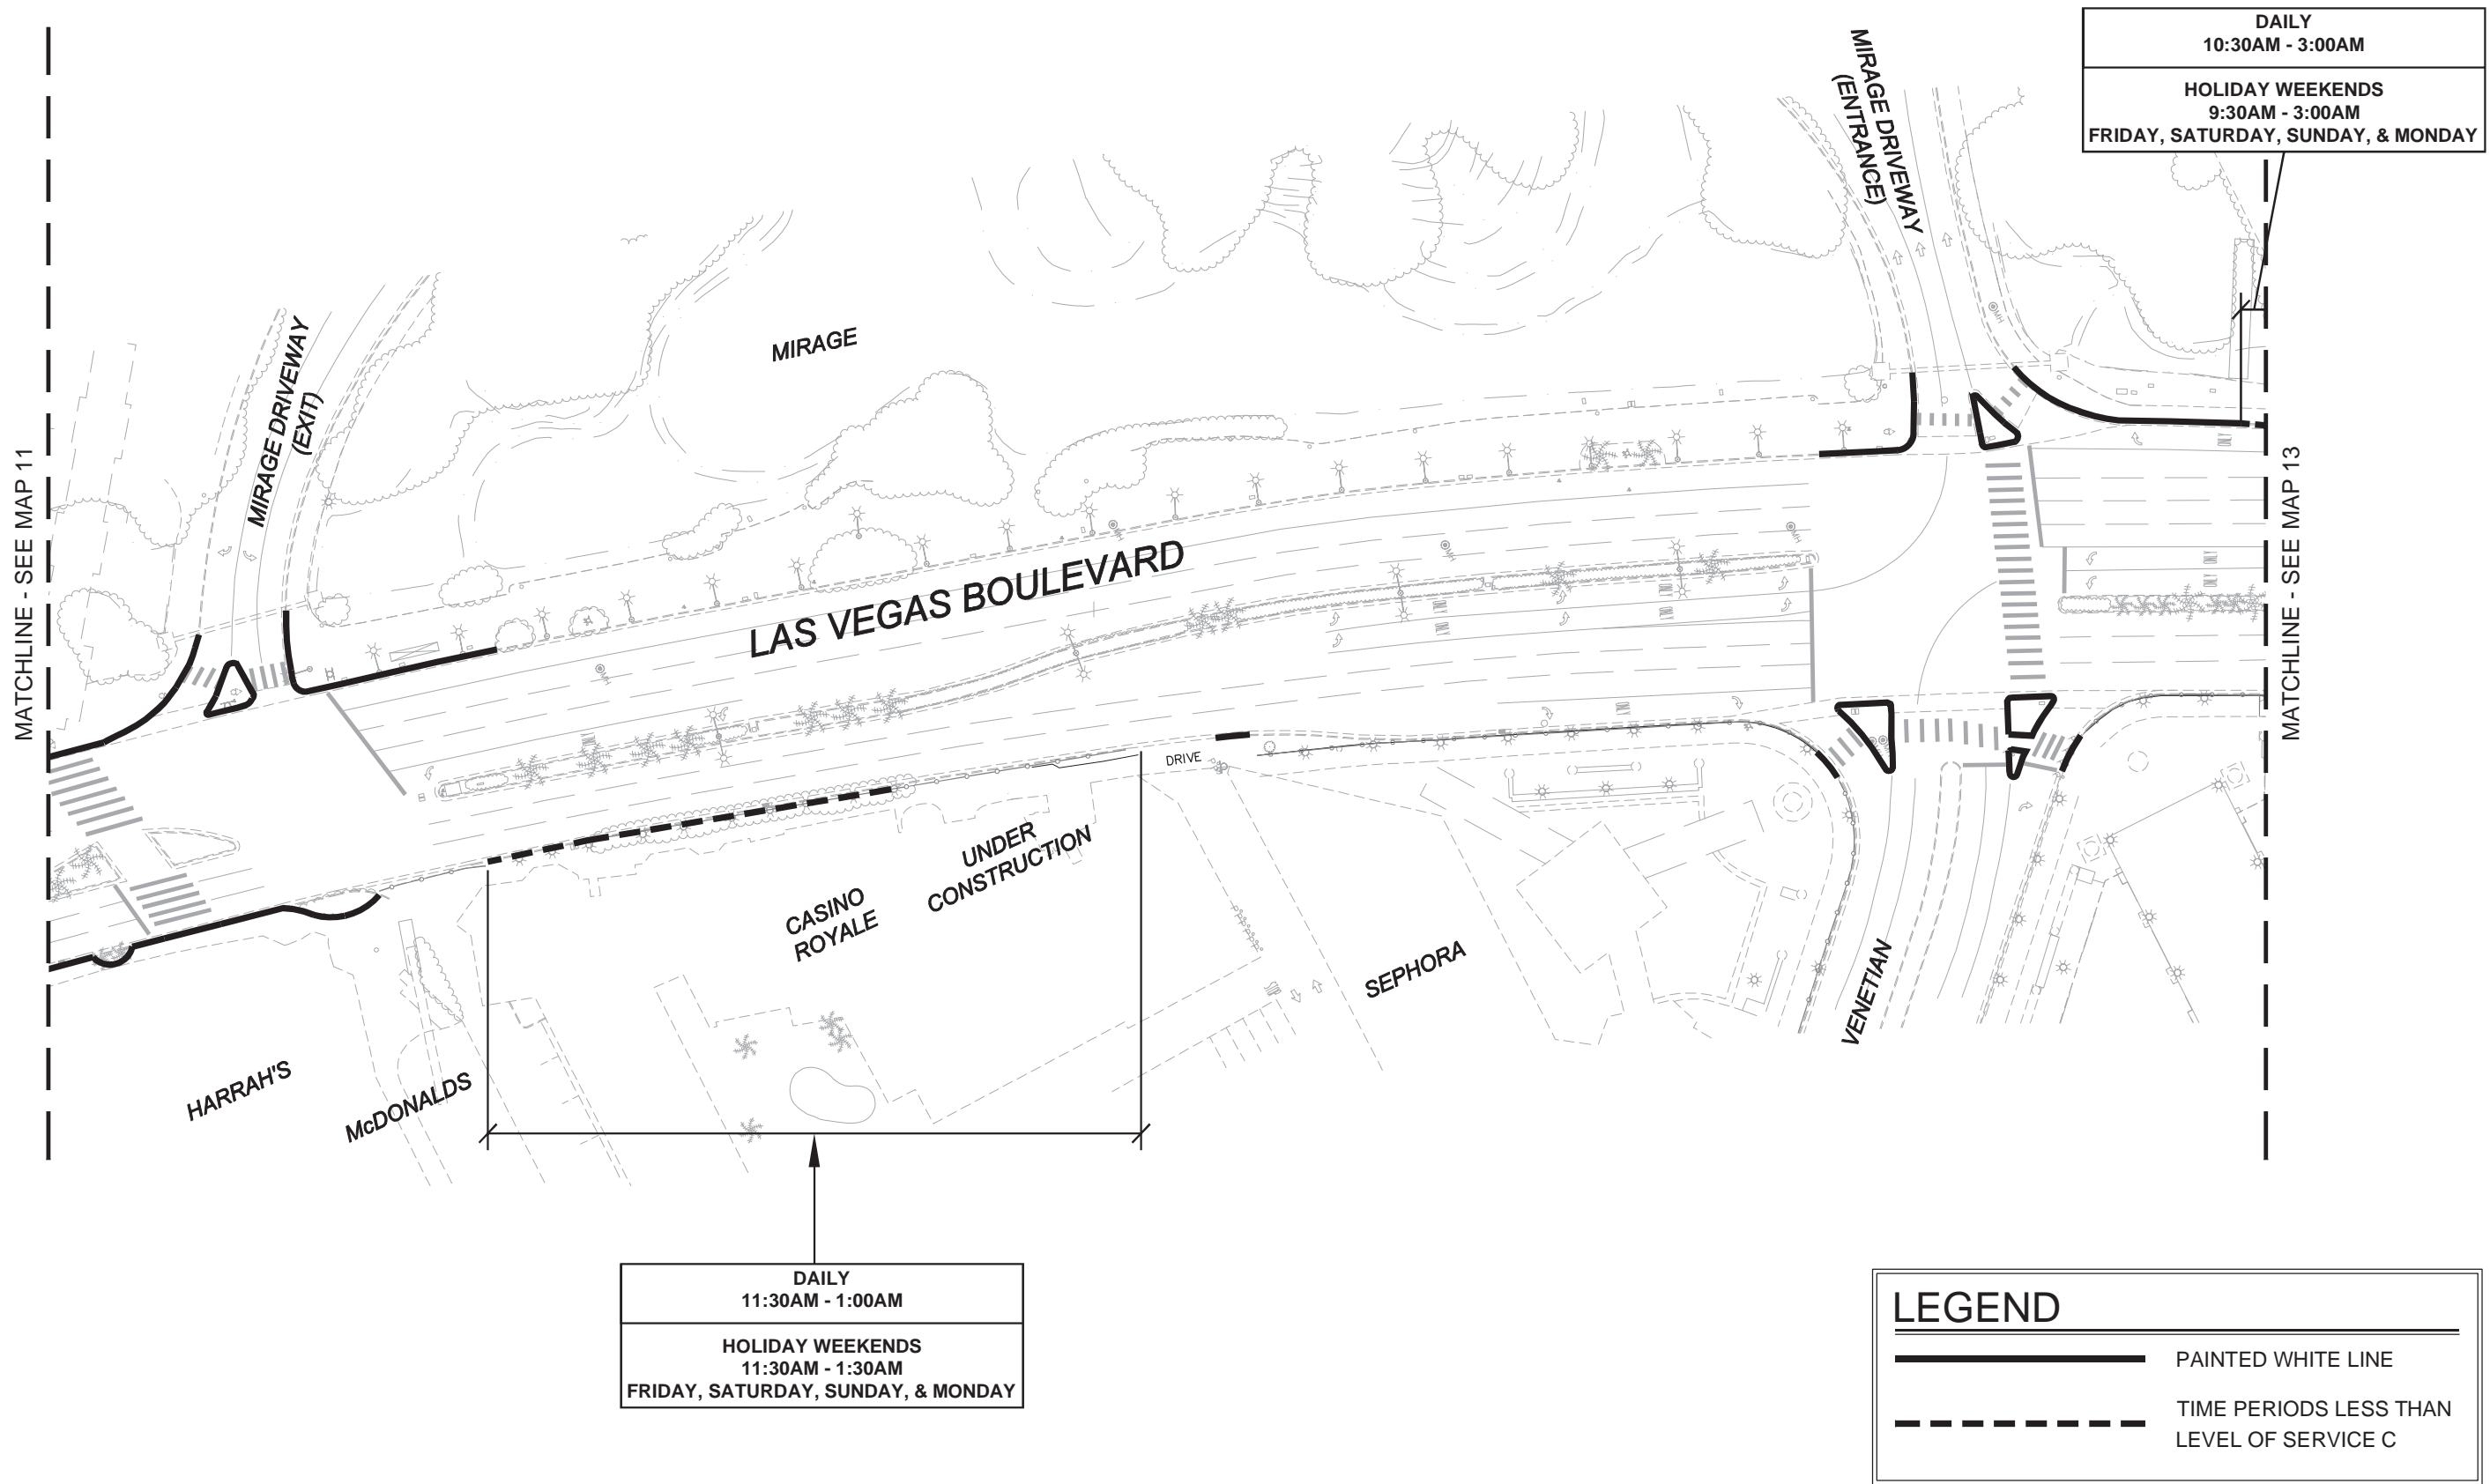 DAILY
10:30AM - 3:00AM
HOLIDAY WEEKENDS
9:30AM - 3:00AM
FRIDAY, SATURDAY, SUNDAY, & MONDAY
MIRAGE DRIVEWAY
(ENTRANCE)
MIRAGE DRIVEWAY
(EXIT)
MIRAGE
MATCHLINE - SEE MAP 11
LAS VEGAS BOULEVARD
MATCHLINE - SEE MAP 13
DRIVE
UNDER
CONSTRUCTION
CASINO
ROYALE
SEPHORA
VENETIAN
HARRAH'S
McDONALDS
DAILY
11:30AM - 1:00AM
HOLIDAY WEEKENDS
11:30AM - 1:30AM
FRIDAY, SATURDAY, SUNDAY, & MONDAY
LEGEND
PAINTED WHITE LINE
TIME PERIODS LESS THAN
LEVEL OF SERVICE C